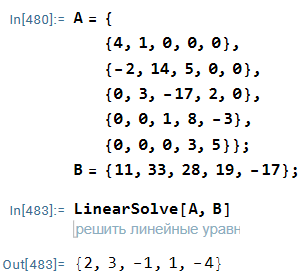 In[480]:= A = {
{4, 1, 0, 0, 0},
{-2, 14, 5, 0, 0},
{0, 3, -17, 2, 0},
{0, 0, 1, 8, -3},
{0, 0, 0, 3, 5}};
B = {11, 33, 28, 19, -17};
In[483]:= LinearSolve[A, B]
решить линейные уравн
Out[483]= {2, 3, -1, 1, -4}